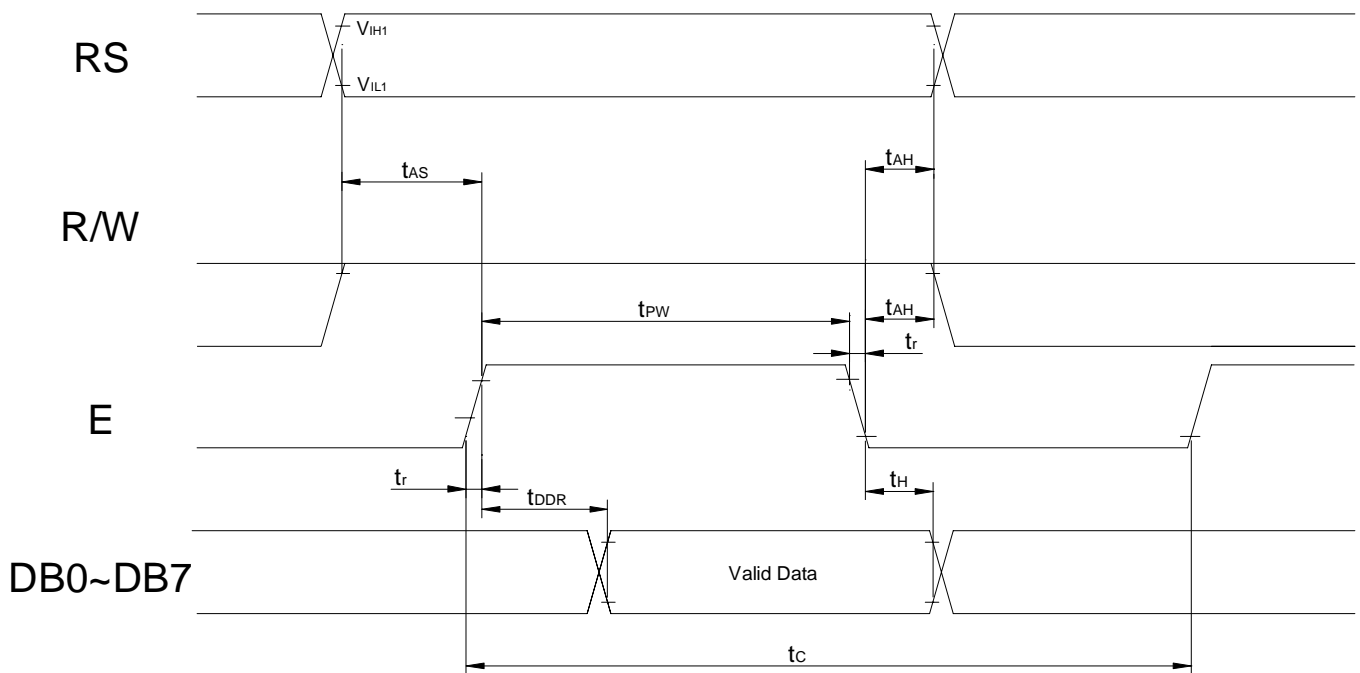 RS
VIH1
VIL1
tAS
tAH
R/W
tPW
tAH
tr
E
tr
tDDR
tH
DB0~DB7
Valid Data
tC